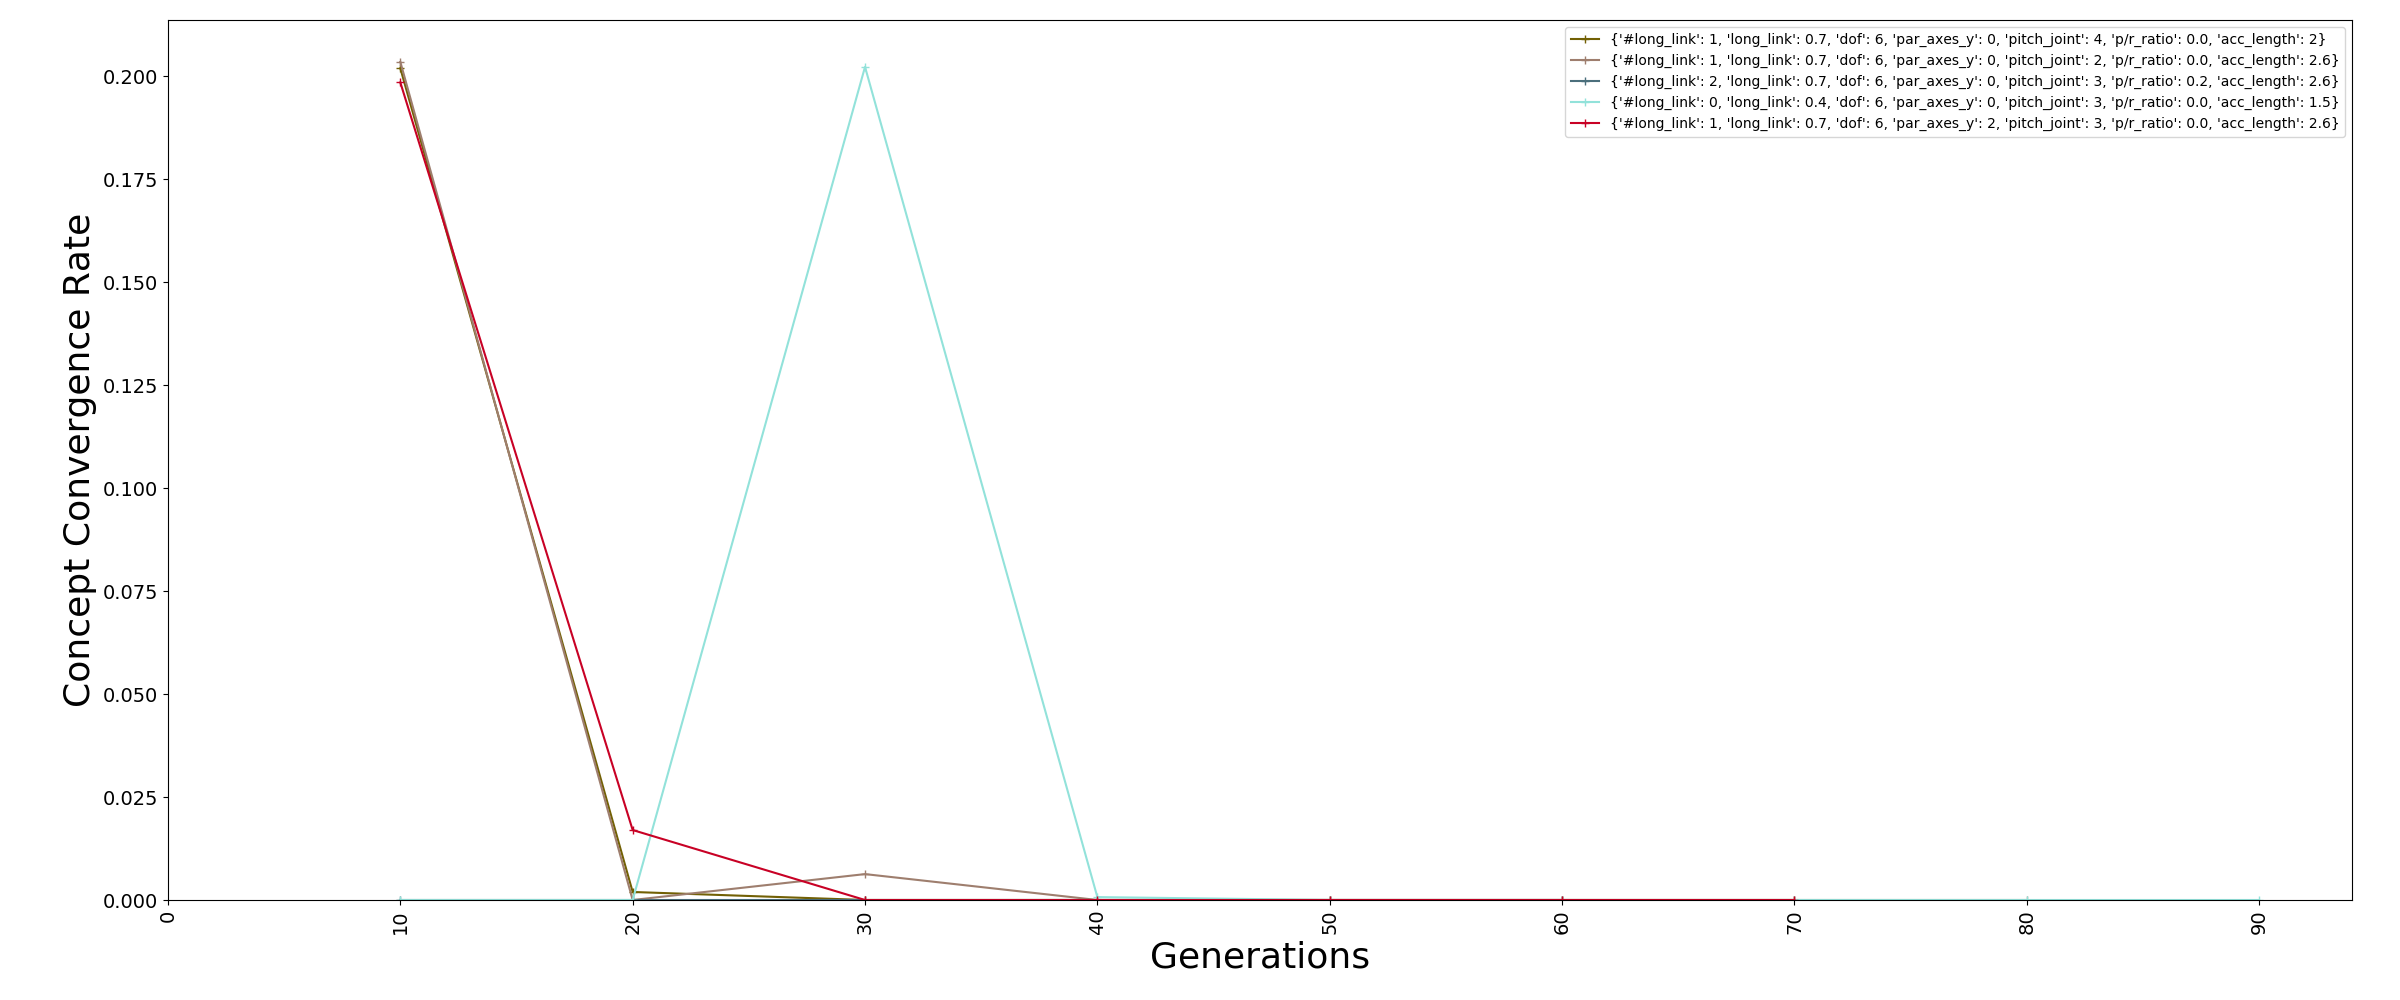 {'#long_link': 1, 'long_link': 0.7, 'dof': 6, 'par_axes_y': 0, 'pitch_joint': 4, 'p/r_ratio': 0.0, 'acc_length': 2}
{'#long_link': 1, 'long_link': 0.7, 'dof': 6, 'par_axes_y': 0, 'pitch_joint': 2, 'p/r_ratio': 0.0, 'acc_length': 2.6}
{'#long_link': 2, 'long_link': 0.7, 'dof': 6, 'par_axes_y': 0, 'pitch_joint': 3, 'p/r_ratio': 0.2, 'acc_length': 2.6}
{'#long_link': 0, 'long_link': 0.4, 'dof': 6, 'par_axes_y': 0, 'pitch_joint': 3, 'p/r_ratio': 0.0, 'acc_length': 1.5}
{'#long_link': 1, 'long_link': 0.7, 'dof': 6, 'par_axes_y': 2, 'pitch_joint': 3, 'p/r_ratio': 0.0, 'acc_length': 2.6}
Concept Convergence Rate
0.200
0.175
0.150
0.125
0.100
0.075
0.050
0.025
0.000
0 10 20 30 40 50 60 70 80 90
Generations